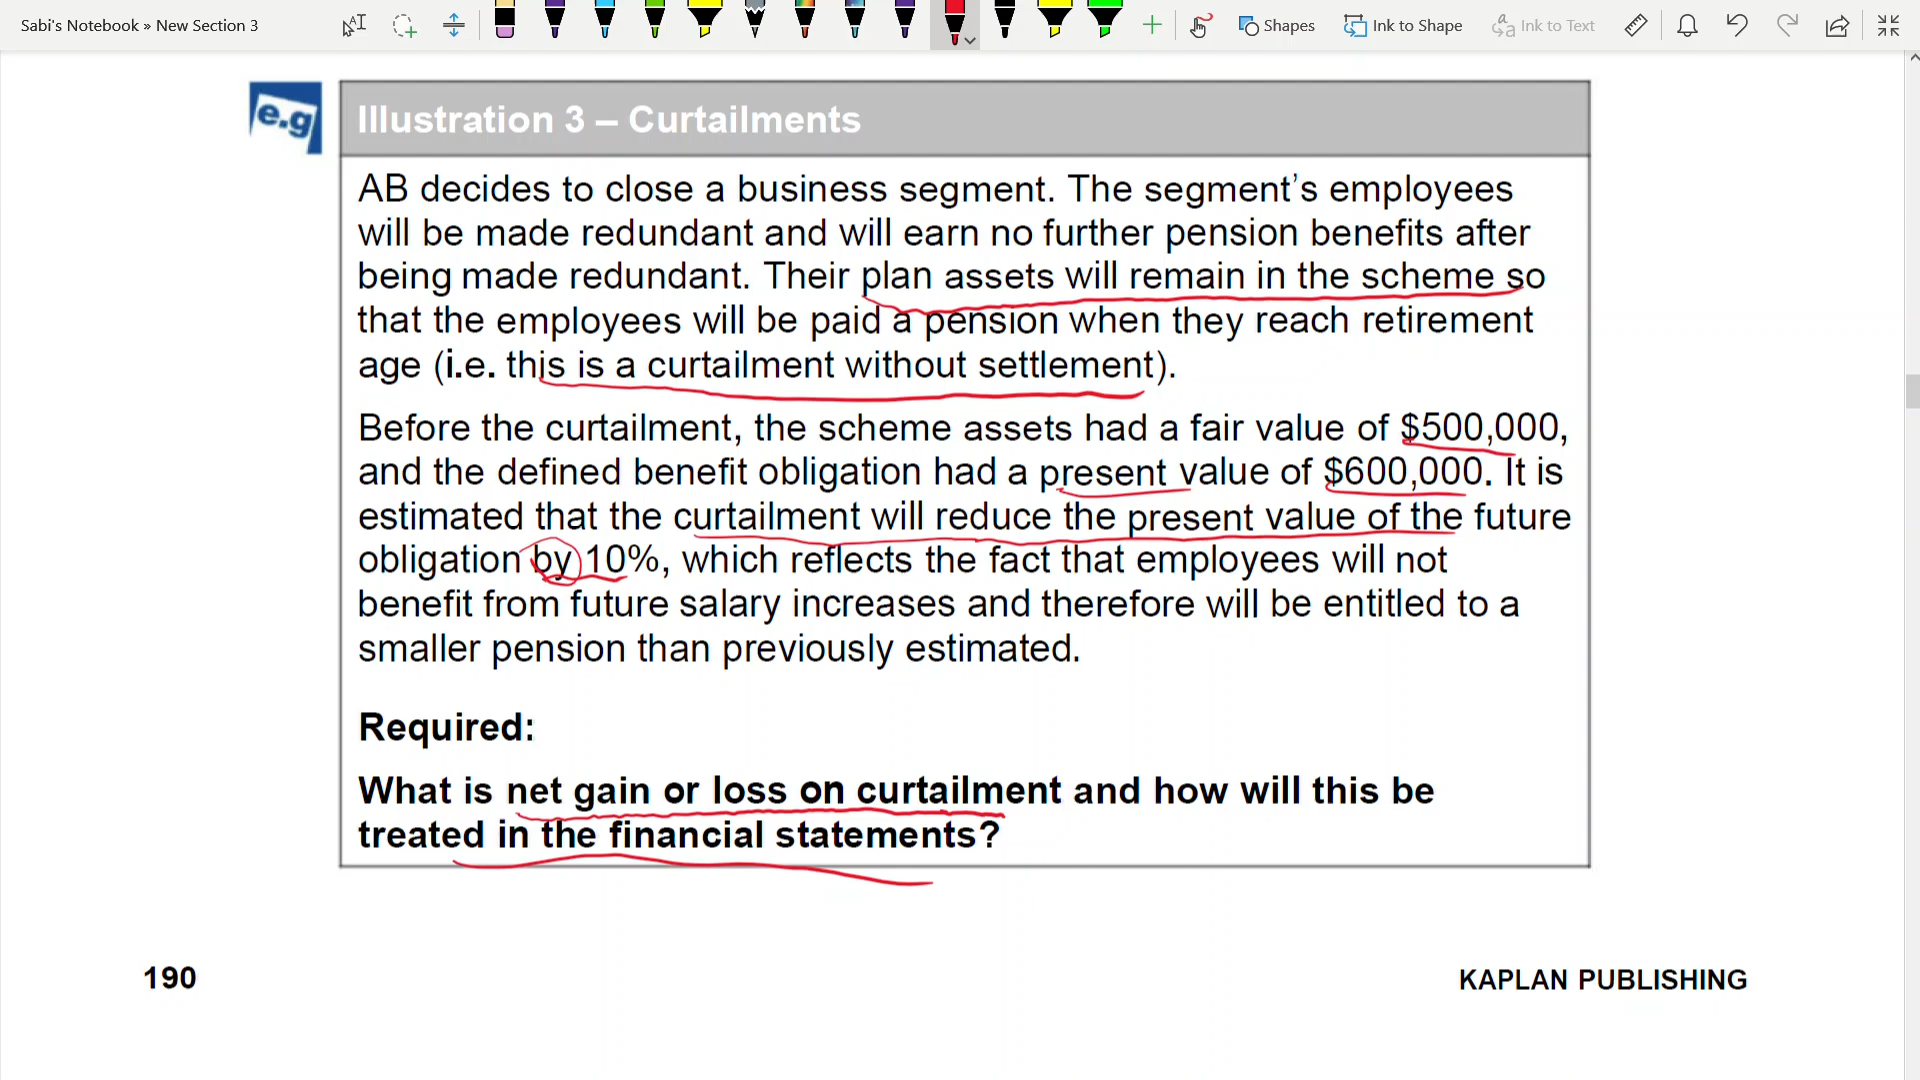 Sabi's Notebook » New Section 3
Shapes
Ink to Shape
Ink to Text
e.g
Illustration 3 – Curtailments
AB decides to close a business segment. The segment's employees
will be made redundant and will earn no further pension benefits after
being made redundant. Their plan assets will remain in the scheme so
that the employees will be paid a pension when they reach retirement
age (i.e. this is a curtailment without settlement).
Before the curtailment, the scheme assets had a fair value of $500,000,
and the defined benefit obligation had a present value of $600,000. It is
estimated that the curtailment will reduce the present value of the future
obligation by 10%, which reflects the fact that employees will not
benefit from future salary increases and therefore will be entitled to a
smaller pension than previously estimated.
Required:
What is net gain or loss on curtailment and how will this be
treated in the financial statements?
190
KAPLAN PUBLISHING